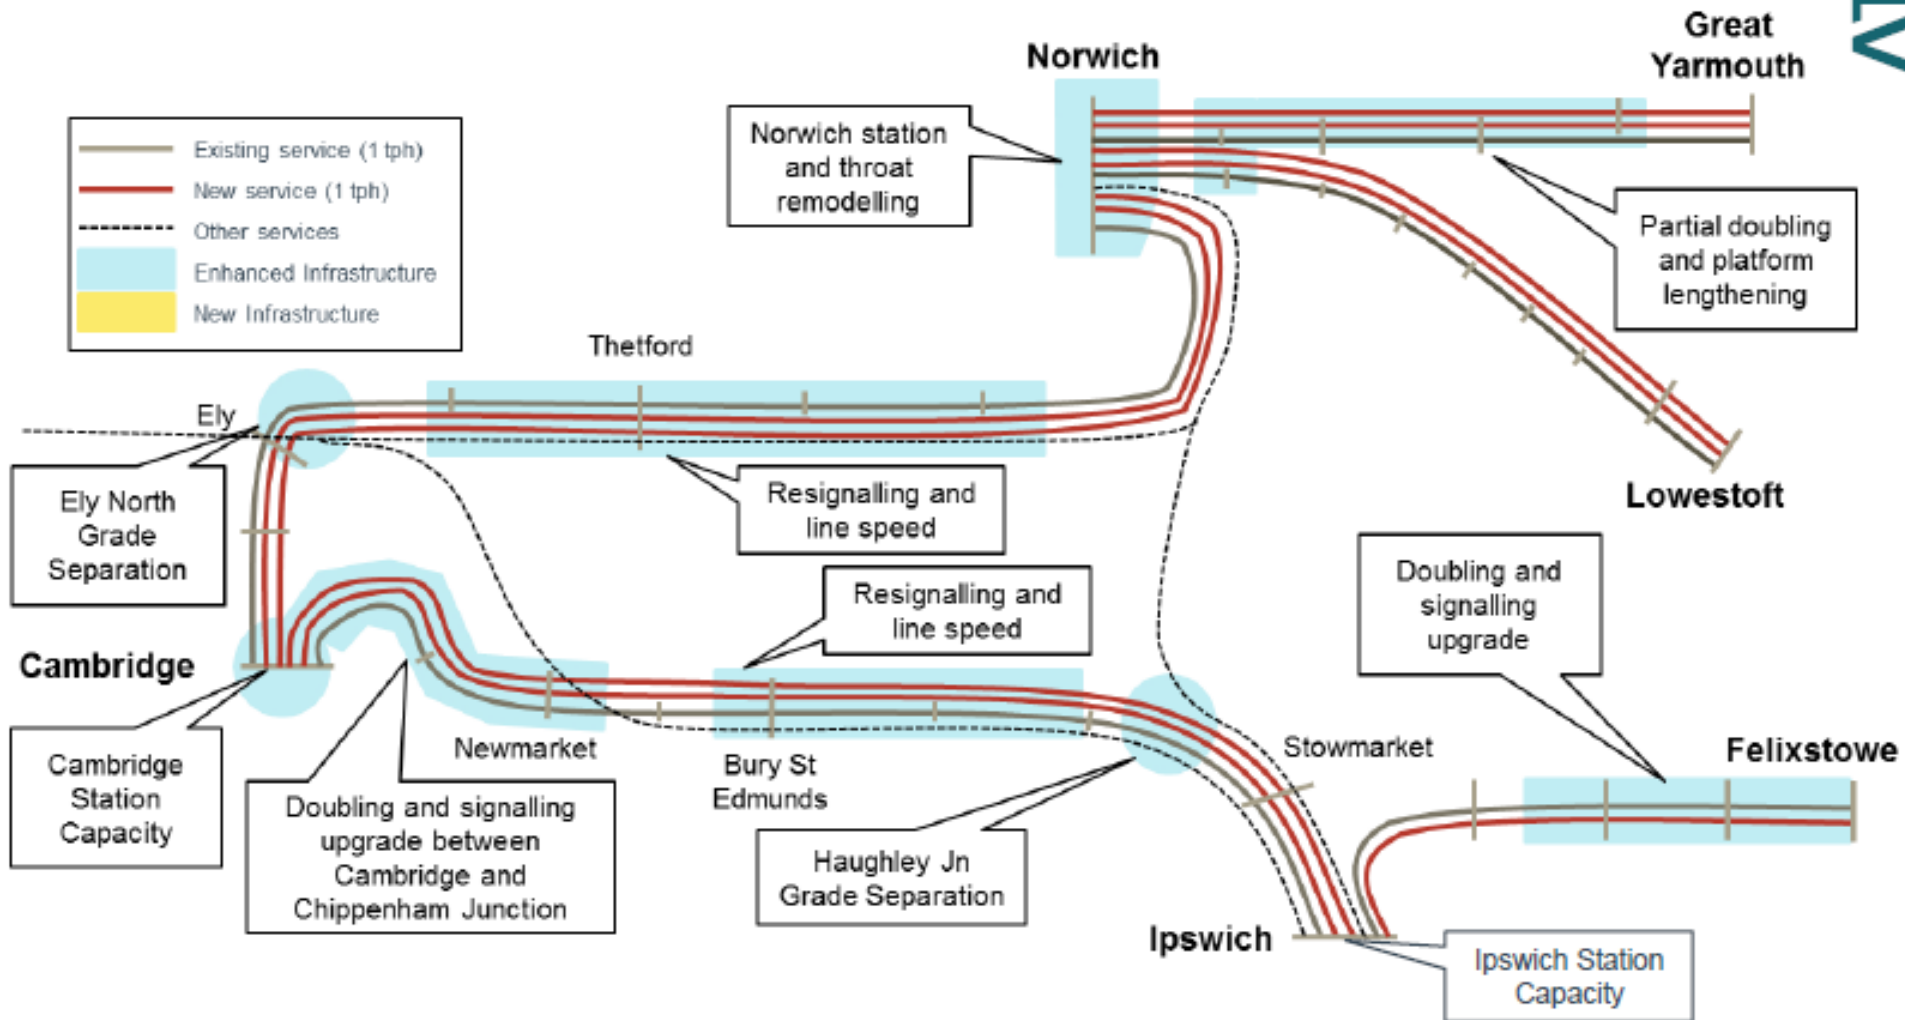 Great
Yarmouth
Norwich
Existing service (1 tph)
New service (1 tph)
Other services
Enhanced Infrastructure
New Infrastructure
Norwich station
and throat
remodelling
Partial doubling
and platform
lengthening
Thetford
Ely
Ely North
Grade
Separation
Resignalling and
line speed
Lowestoft
Resignalling and
line speed
Doubling and
signalling
upgrade
Cambridge
Cambridge
Station
Capacity
Newmarket
Doubling and signalling
upgrade between
Cambridge and
Chippenham Junction
Bury St
Edmunds
Haughley Jn
Grade Separation
Stowmarket
Felixstowe
Ipswich
Ipswich Station
Capacity